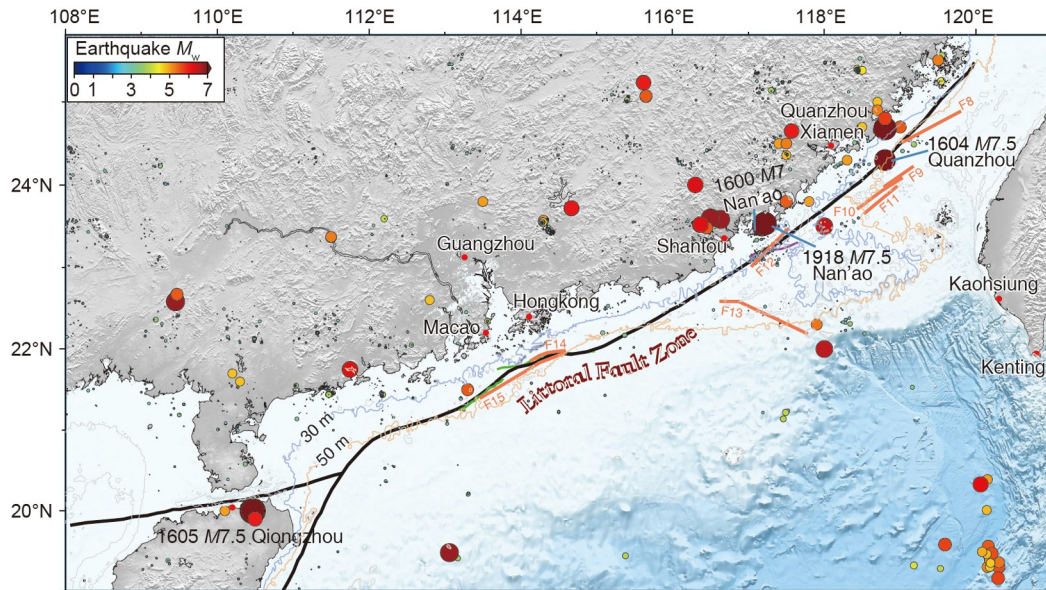 108°E
110°E
112°E
114°E
116°E
118°E
120°E
Earthquake Mw
0 1 3 5 7
24°N
22°N
20°N
Quanzhou
Xiamen
F8
1604 M7.5
Quanzhou
F9
F10
F11
1600 M7
Nan'ao
Shantou
F12
1918 M7.5
Nan'ao
Guangzhou
Hongkong
Macao
Kaohsiung
Kenting
F13
F14
F15
Littoral Fault Zone
30 m
50 m
1605 M7.5 Qiongzhou